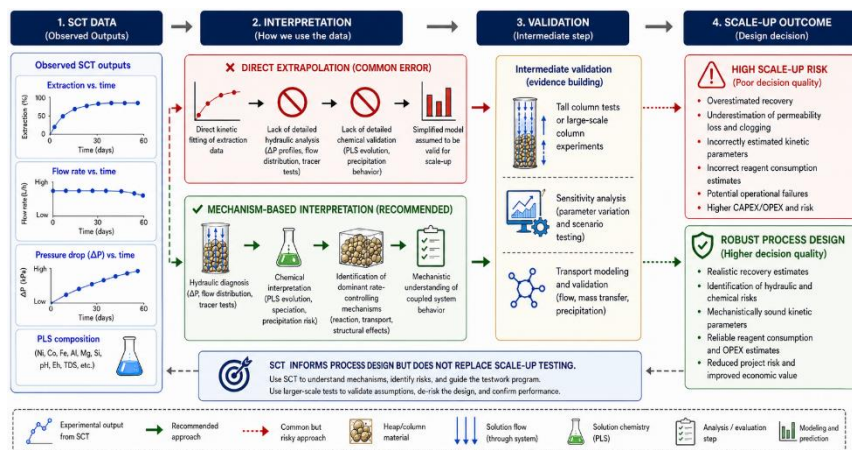 1. SCT DATA
(Observed Outputs)
2. INTERPRETATION
(How we use the data)
3. VALIDATION
(Intermediate step)
4. SCALE-UP OUTCOME
(Design decision)
Observed SCT outputs
Extraction vs. time
Extraction (%)
100
50
0
0
30
60
Time (days)
Flow rate vs. time
Flow rate (L/h)
High
Low
0
30
60
Time (days)
Pressure drop (ΔP) vs. time
ΔP (kPa)
High
Low
0
30
60
Time (days)
PLS composition
(Ni, Co, Fe, Al, Mg, Si,
pH, Eh, TDS, etc.)
DIRECT EXTRAPOLATION (COMMON ERROR)
Direct kinetic
fitting of extraction
data
Lack of detailed
hydraulic analysis
(ΔP profiles, flow
distribution, tracer
tests)
Lack of detailed
chemical validation
(PLS evolution,
precipitation
behavior)
Simplified model
assumed to be
valid for
scale-up
MECHANISM-BASED INTERPRETATION (RECOMMENDED)
Hydraulic diagnosis
(ΔP, flow distribution,
tracer tests)
Chemical
interpretation
(PLS evolution,
speciation,
precipitation risk)
Identification of
dominant rate-
controlling mechanisms
(reaction, transport,
structural effects)
Mechanistic
understanding of
coupled system
behavior
Intermediate validation
(evidence building)
Tall column tests
or large-scale
column
experiments
Sensitivity analysis
(parameter variation
and scenario
testing)
Transport modeling
and validation
(flow, mass transfer,
precipitation)
HIGH SCALE-UP RISK
(Poor decision quality)
• Overestimated recovery
• Underestimation of permeability
loss and clogging
• Incorrectly estimated kinetic
parameters
• Incorrect reagent consumption
estimates
• Potential operational failures
• Higher CAPEX/OPEX and risk
ROBUST PROCESS DESIGN
(Higher decision quality)
• Realistic recovery estimates
• Identification of hydraulic and
chemical risks
• Mechanistically sound kinetic
parameters
• Reliable reagent consumption
and OPEX estimates
• Reduced project risk and
improved economic value
SCT INFORMS PROCESS DESIGN BUT DOES NOT REPLACE SCALE-UP TESTING.
Use SCT to understand mechanisms, identify risks, and guide the testwork program.
Use larger-scale tests to validate assumptions, de-risk the design, and confirm performance.
Experimental output
from SCT
Recommended
approach
Common but
risky approach
Heap/column
material
Solution flow
(through system)
Solution chemistry
(PLS)
Analysis / evaluation
step
Modeling and
prediction